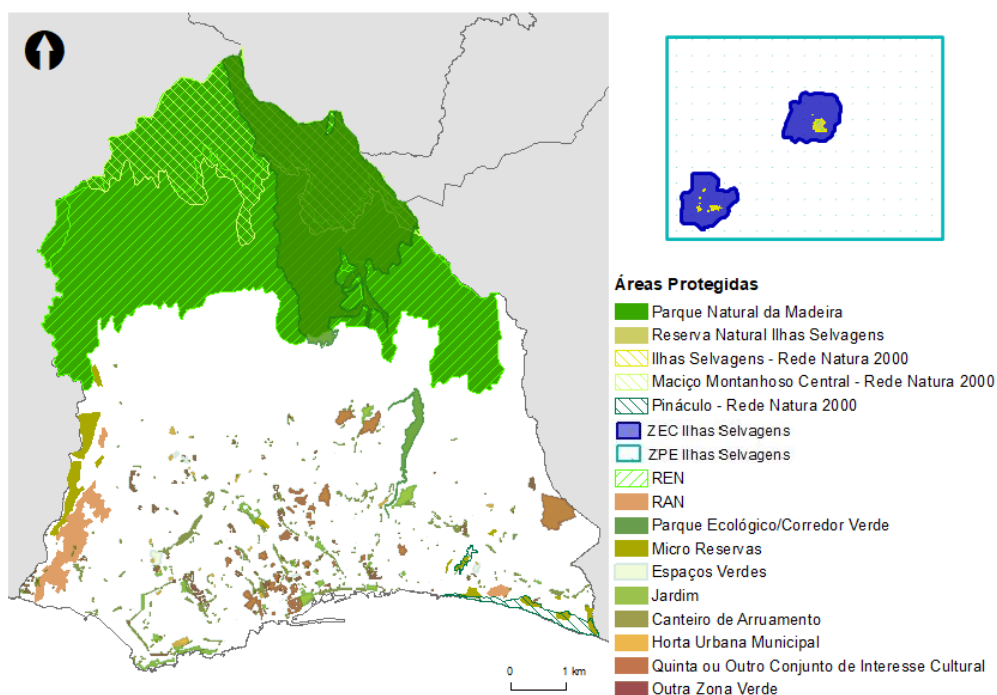 Áreas Protegidas
Parque Natural da Madeira
Reserva Natural Ilhas Selvagens
Ilhas Selvagens - Rede Natura 2000
Maciço Montanhoso Central - Rede Natura 2000
Pináculo - Rede Natura 2000
ZEC Ilhas Selvagens
ZPE Ilhas Selvagens
REN
RAN
Parque Ecológico/Corredor Verde
Micro Reservas
Espaços Verdes
Jardim
Canteiro de Arruamento
Horta Urbana Municipal
Quinta ou Outro Conjunto de Interesse Cultural
Outra Zona Verde
0 1 km